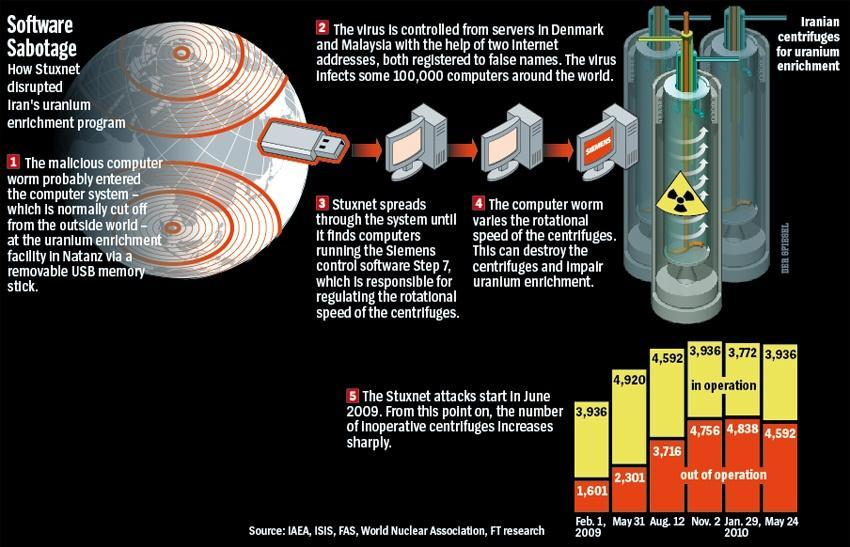 Software
Sabotage
How Stuxnet
disrupted
Iran's uranium
enrichment program
1 The malicious computer
worm probably entered
the computer system –
which is normally cut off
from the outside world –
at the uranium enrichment
facility in Natanz via a
removable USB memory
stick.
2 The virus is controlled from servers in Denmark
and Malaysia with the help of two Internet
addresses, both registered to false names. The virus
infects some 100,000 computers around the world.
Iranian
centrifuges
for uranium
enrichment
SIEMENS
3 Stuxnet spreads
through the system until
it finds computers
running the Siemens
control software Step 7,
which is responsible for
regulating the rotational
speed of the centrifuges.
4 The computer worm
varies the rotational
speed of the centrifuges.
This can destroy the
centrifuges and impair
uranium enrichment.
DER SPIEGEL
5 The Stuxnet attacks start in June
2009. From this point on, the number
of inoperative centrifuges increases
sharply.
3,936 4,920 4,592 3,936 3,772 3,936
in operation
1,601 2,301 3,716 4,756 4,838 4,592
out of operation
Feb. 1, May 31 Aug. 12 Nov. 2 Jan. 29, May 24
2009 2010
Source: IAEA, ISIS, FAS, World Nuclear Association, FT research